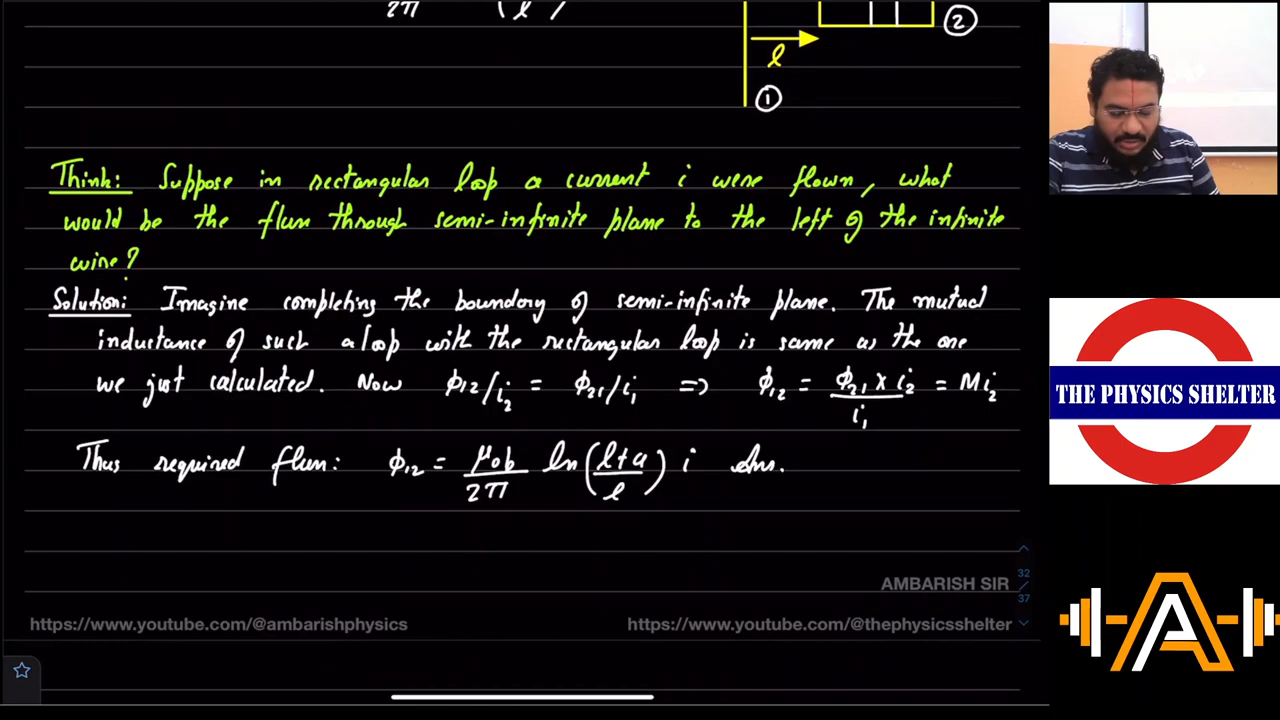 2π ( l )
②
l
①
Think: Suppose in rectangular loop a current i were flown, what
would be the flux through semi-infinite plane to the left of the infinite
wire?
Solution: Imagine completing the boundary of semi-infinite plane. The mutual
inductance of such a loop with the rectangular loop is same as the one
we just calculated. Now ϕ12/i2 = ϕ21/i1 ⇒ ϕ12 = ϕ21 × i2 / i1 = Mi2
Thus required flux: ϕ12 = μ0b/2π ln(l+a/l) i Ans.
32
/
37
AMBARISH SIR
https://www.youtube.com/@ambarishphysics
https://www.youtube.com/@thephysicsshelter
THE PHYSICS SHELTER
A